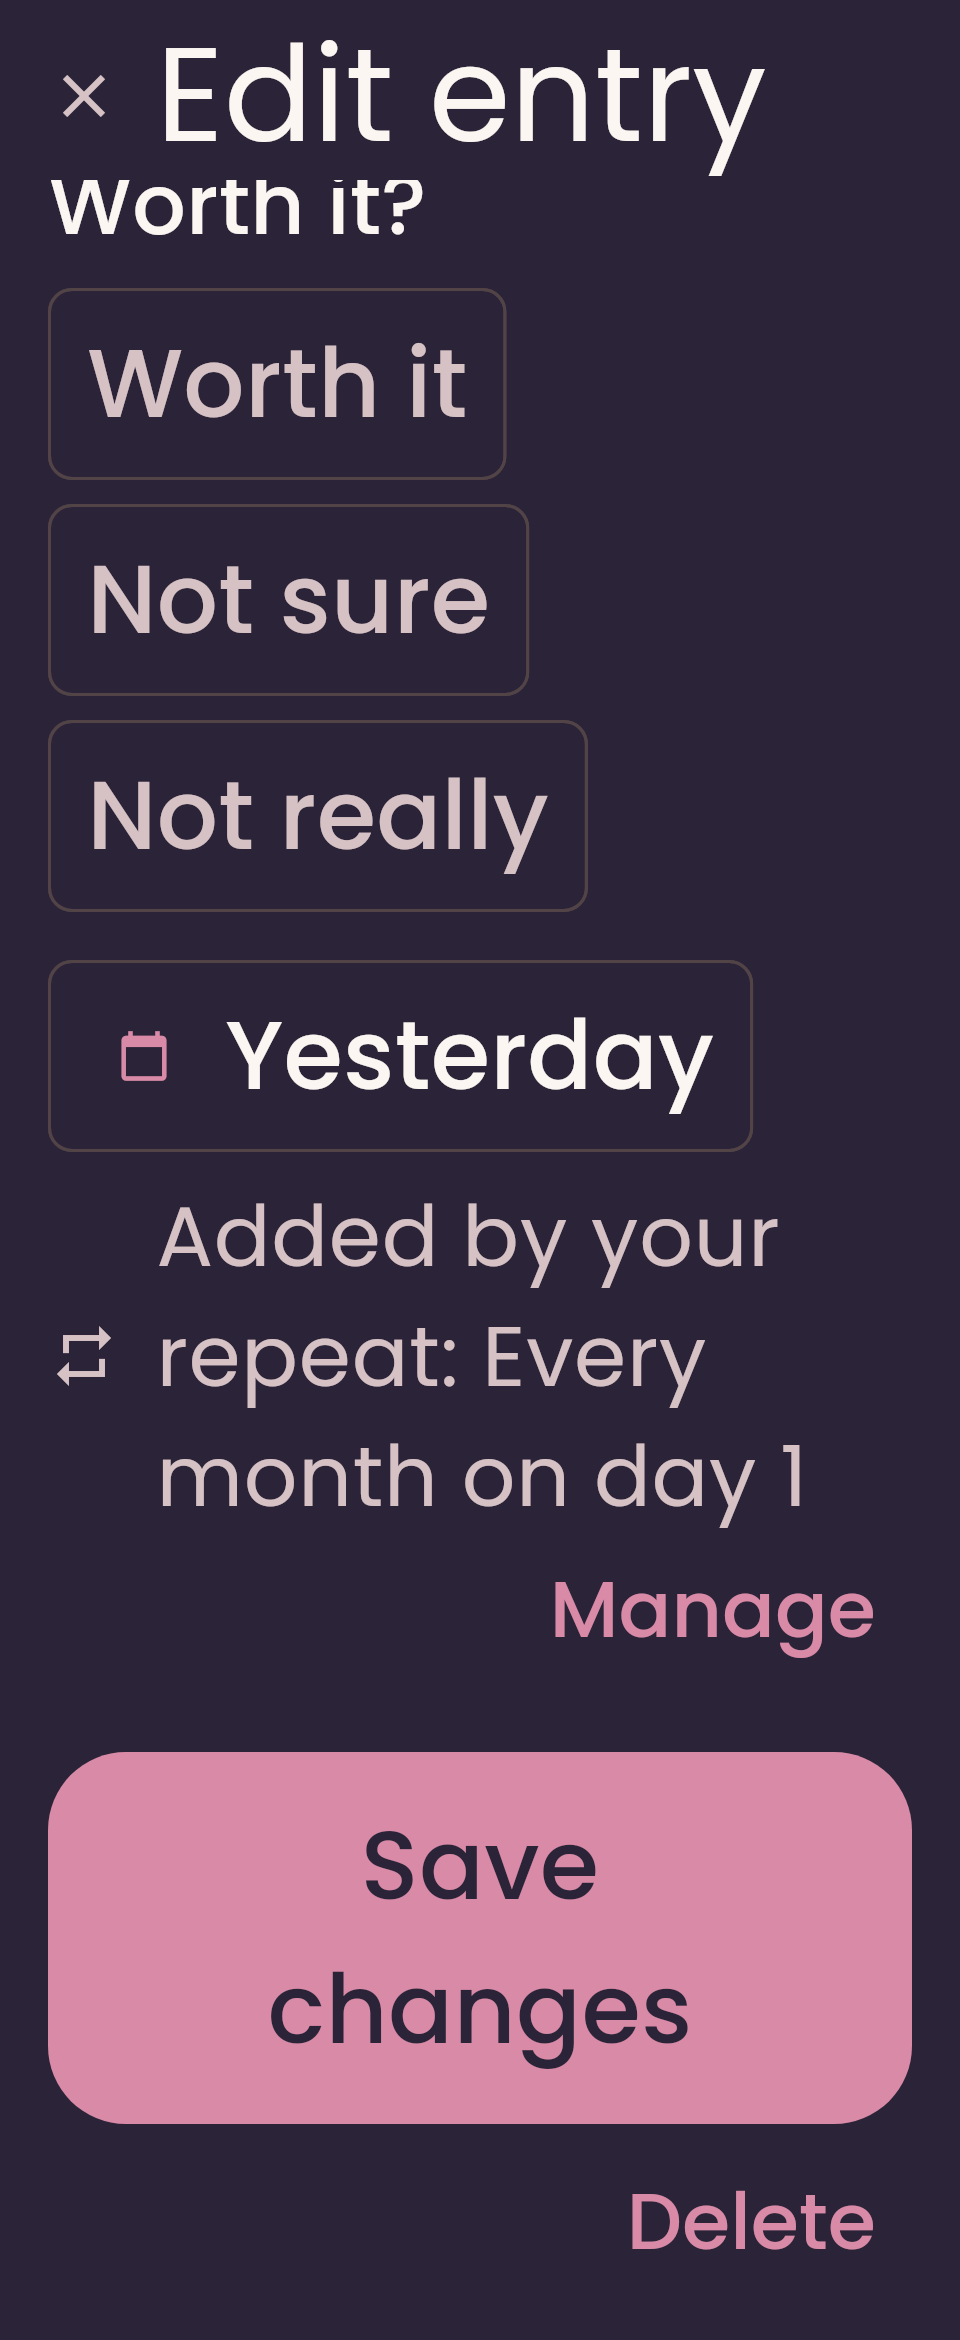 Edit entry
Worth it?
Worth it
Not sure
Not really
Yesterday
Added by your
repeat: Every
month on day 1
Manage
Save
changes
Delete